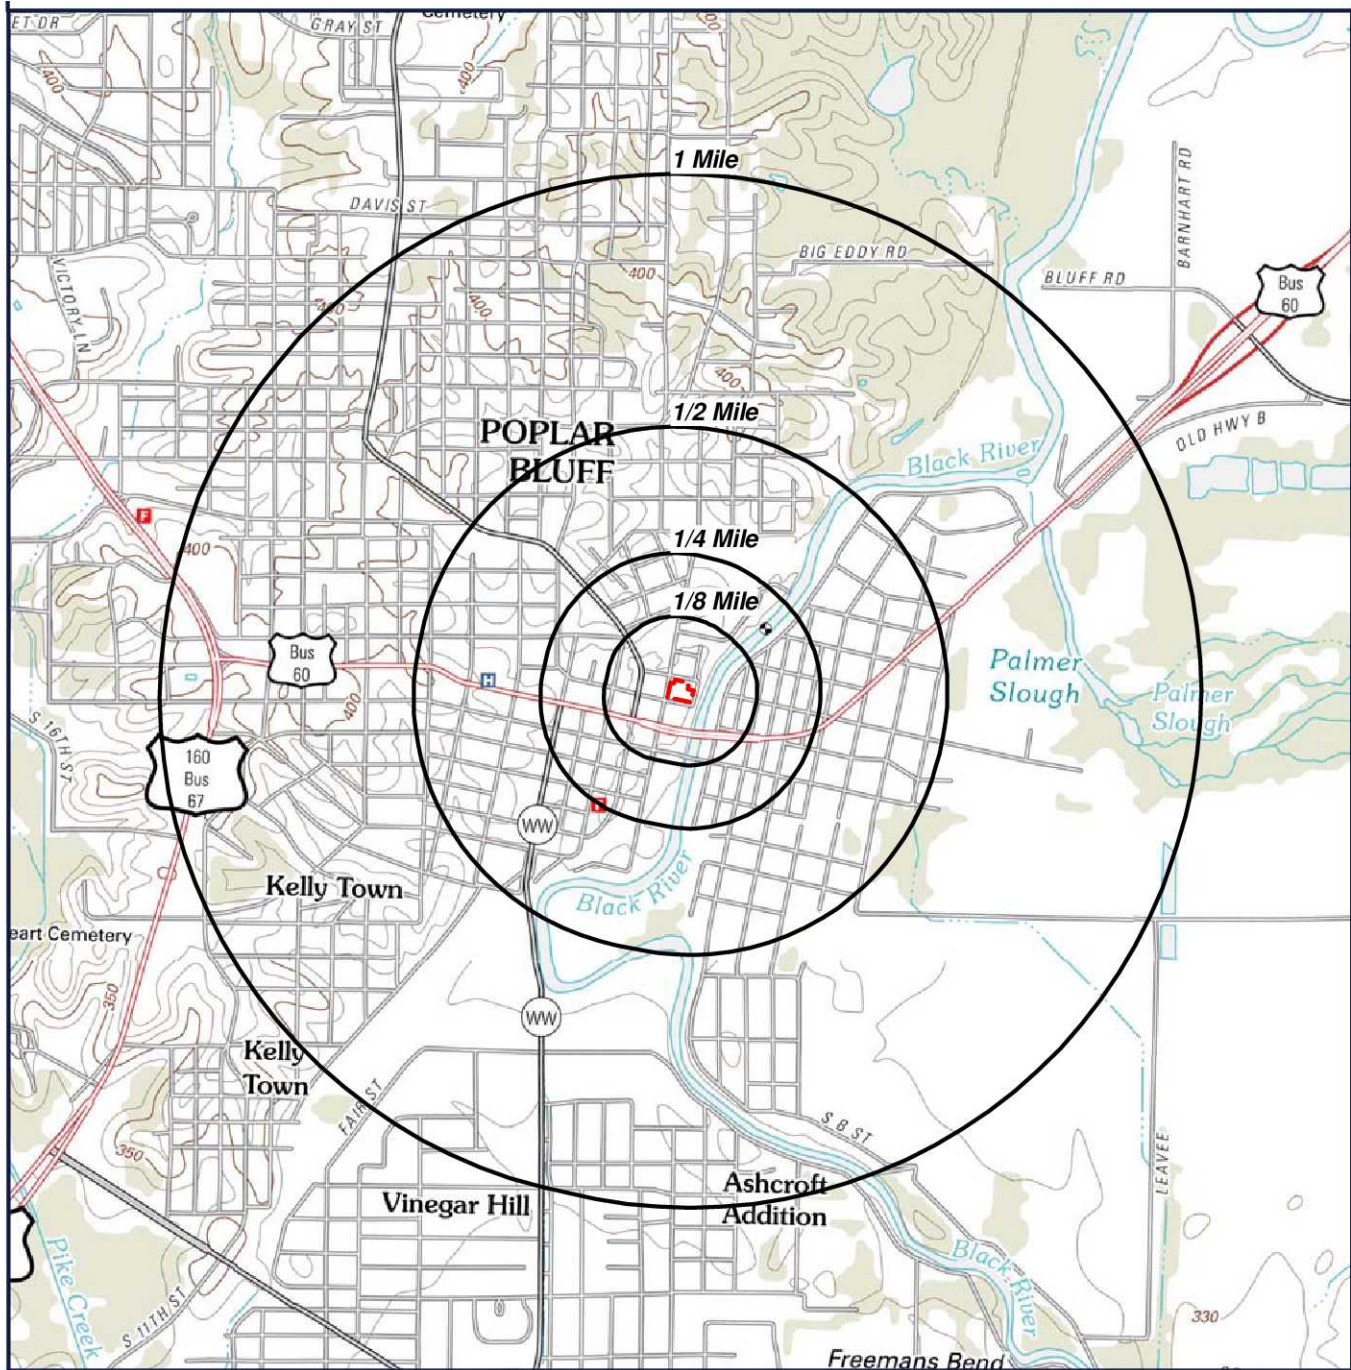 ET DR
GRAY ST
Cemetery
400
400
1 Mile
DAVIS ST
BARNHART RD
BIG EDDY RD
VICTORY LN
400
BLUFF RD
Bus
60
400
400
1/2 Mile
POPLAR
BLUFF
Black River
OLD HWY B
F
400
1/4 Mile
1/8 Mile
Bus
60
H
Palmer
Slough
Palmer
Slough
400
S 16TH ST
160
Bus
67
F
WW
Kelly Town
Black River
eart Cemetery
350
WW
Kelly
Town
FAIR ST
S B ST
350
LEAVEE
Ashcroft
Addition
Vinegar Hill
Pike Creek
Black River
S 11TH ST
330
Freemans Bend